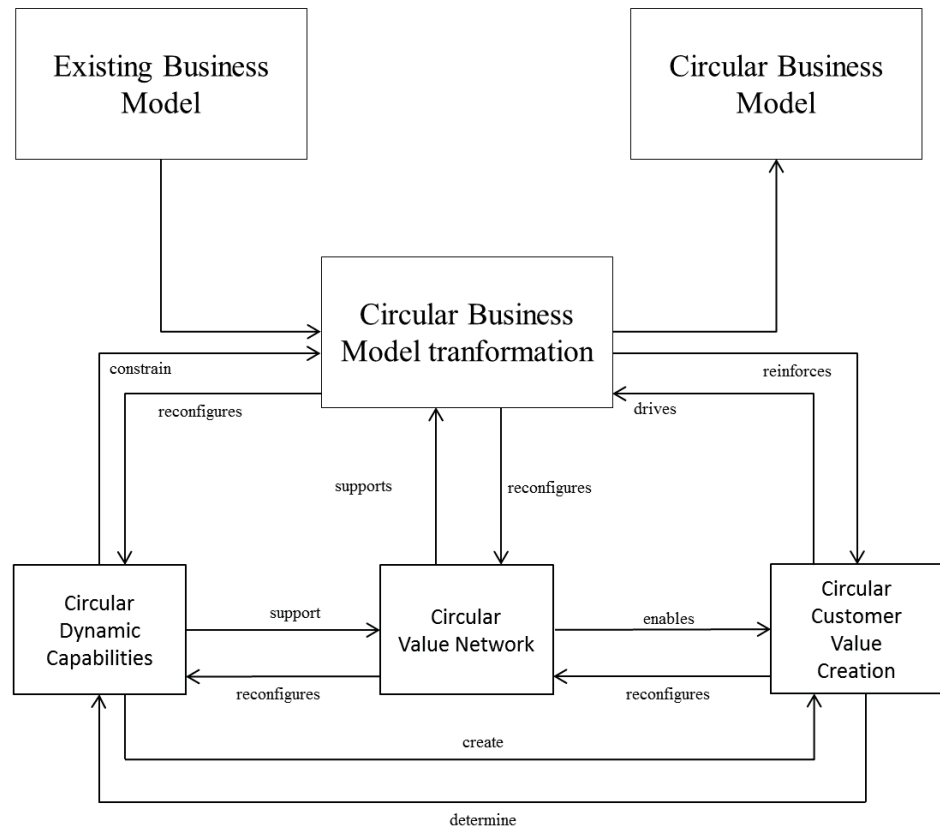 Existing Business
Model
Circular Business
Model
Circular Business
Model tranformation
constrain
reinforces
reconfigures
drives
supports
reconfigures
Circular
Dynamic
Capabilities
support
Circular
Value Network
enables
Circular
Customer
Value
Creation
reconfigures
reconfigures
create
determine